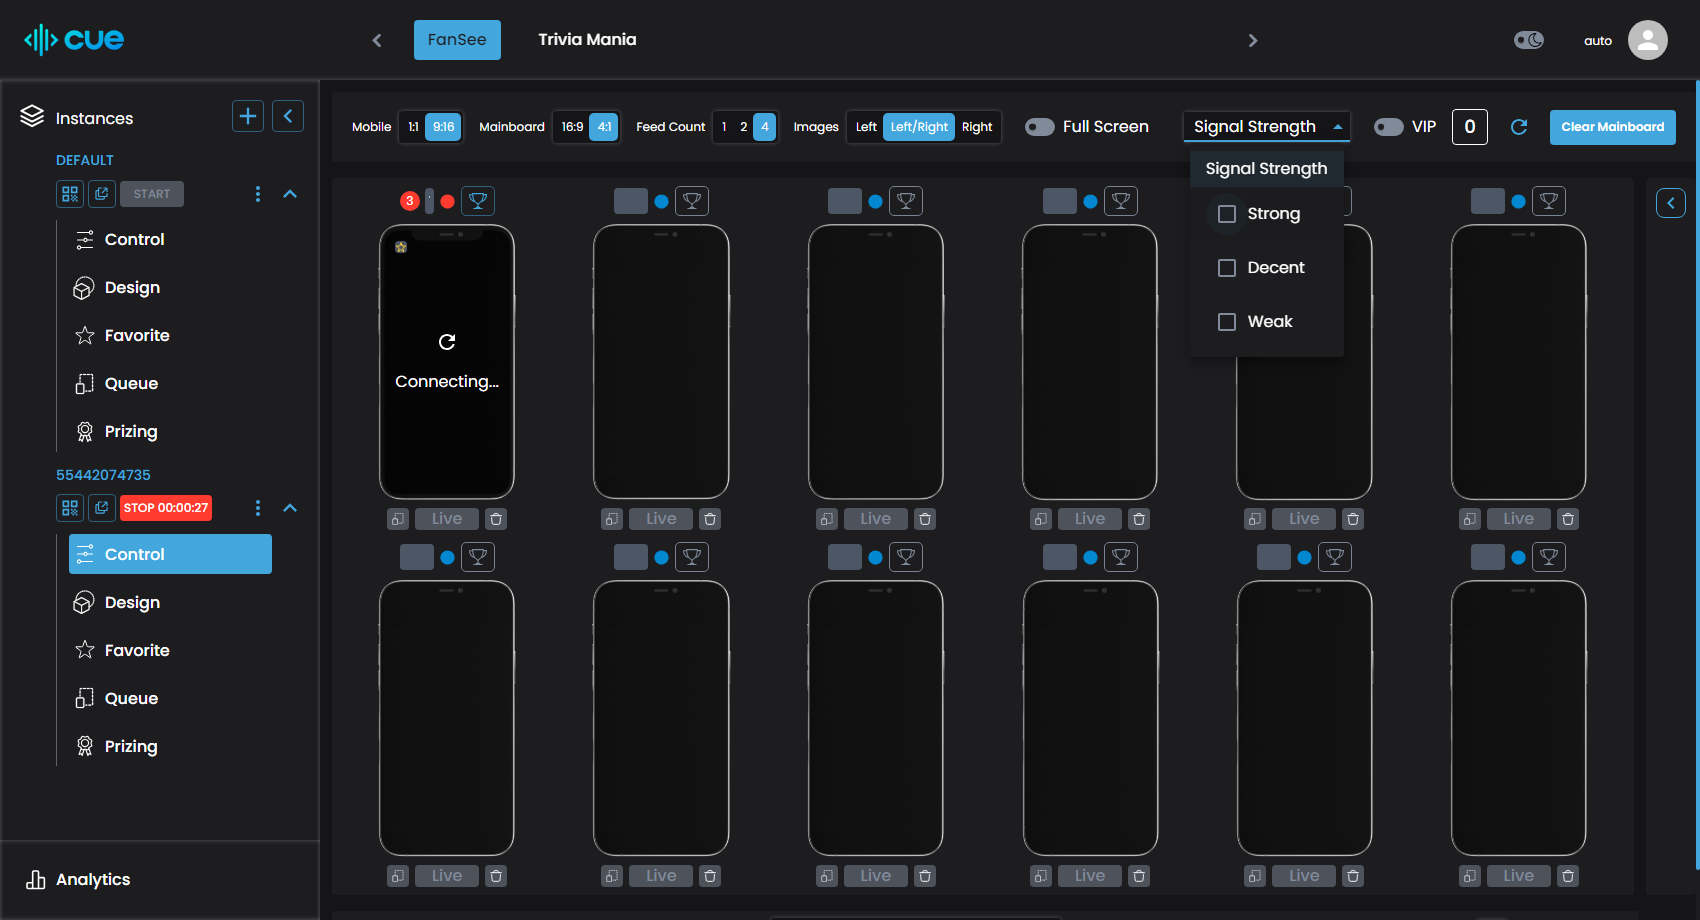 cue
FanSee
Trivia Mania
auto
Instances
DEFAULT
START
Control
Design
Favorite
Queue
Prizing
55442074735
STOP 00:00:27
Control
Design
Favorite
Queue
Prizing
Analytics
Mobile 1:1 9:16 Mainboard 16:9 4:1 Feed Count 1 2 4 Images Left Left/Right Right Full Screen Signal Strength VIP 0 Clear Mainboard
Signal Strength
Strong
Decent
Weak
3
Connecting...
Live Live Live Live Live Live
Live Live Live Live Live Live